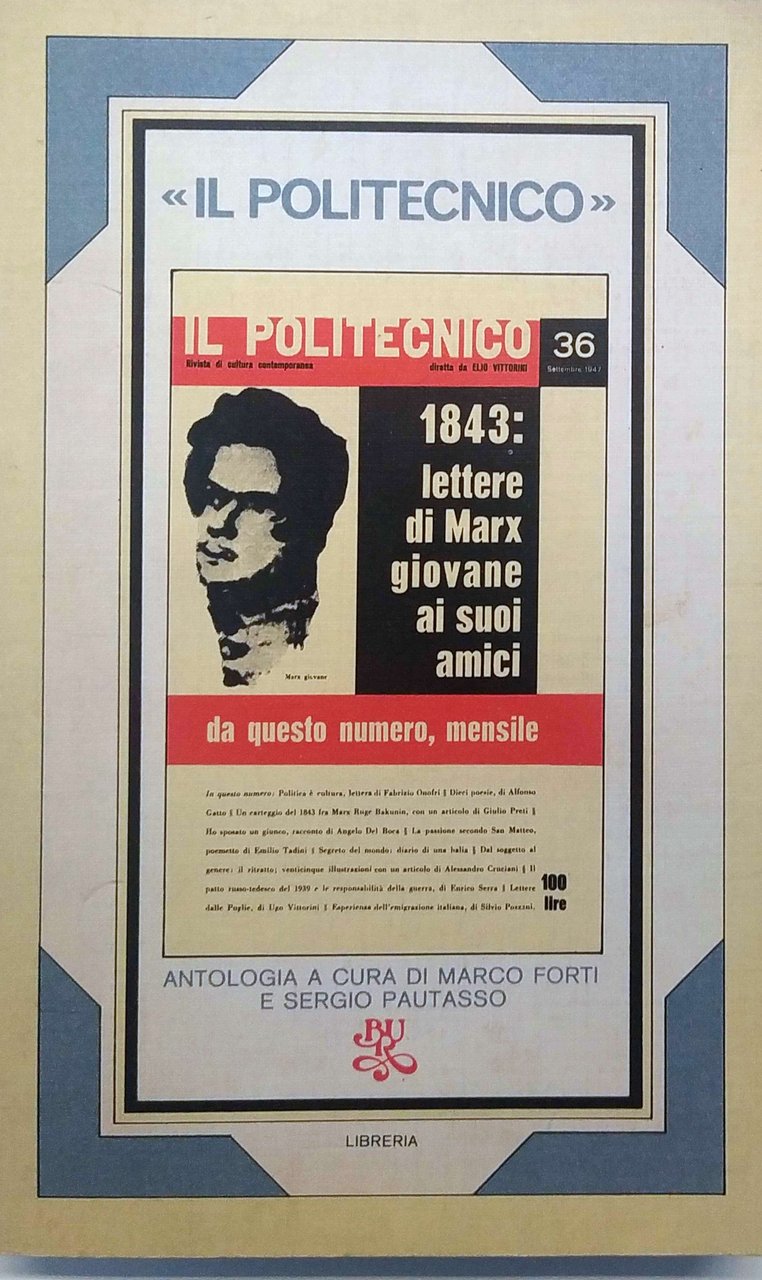 «IL POLITECNICO»
IL POLITECNICO
36
Rivista di cultura contemporanea
diretta da ELIO VITTORINI
Settembre 1947
1843:
lettere
di Marx
giovane
ai suoi
amici
Marx giovane
da questo numero, mensile
In questo numero: Politica è cultura, lettera di Fabrizio Onofri § Dieci poesie, di Alfonso
Gatto § Un carteggio del 1843 fra Marx Ruge Bakunin, con un articolo di Giulio Preti §
Ho sposato un giunco, racconto di Angelo Del Boca § La passione secondo San Matteo,
poemetto di Emilio Tadini § Segreto del mondo: diario di una balia § Dal soggetto al
genere: il ritratto; venticinque illustrazioni con un articolo di Alessandro Cruciani § Il
patto russo-tedesco del 1939 e le responsabilità della guerra, di Enrico Serra § Lettere
dalle Puglie, di Ugo Vittorini § Esperienza dell'emigrazione italiana, di Silvio Pozzani.
100
lire
ANTOLOGIA A CURA DI MARCO FORTI
E SERGIO PAUTASSO
BUR
LIBRERIA